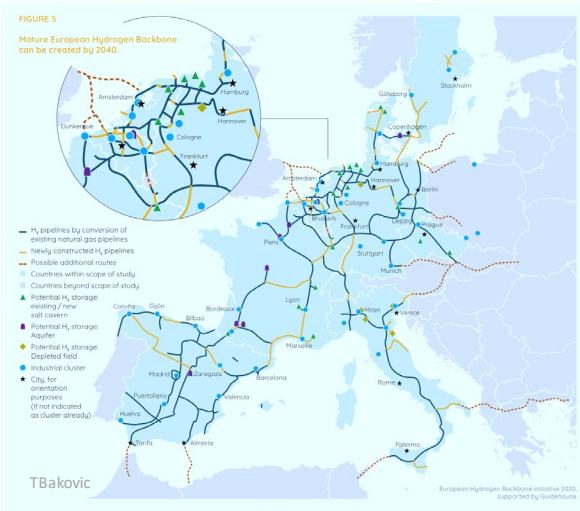 FIGURE 5
Mature European Hydrogen Backbone
can be created by 2040.
Amsterdam
Hamburg
Hannover
Dunkerque
Cologne
Frankfurt
Stockholm
Göteborg
Copenhagen
Hamburg
Amsterdam
Hannover
Berlin
Cologne
Brussels
Leipzig
Frankfurt
Prague
Paris
Stuttgart
Munich
H₂ pipelines by conversion of
existing natural gas pipelines
Newly constructed H₂ pipelines
Possible additional routes
Countries within scope of study
Countries beyond scope of study
Potential H₂ storage:
existing / new
salt cavern
Potential H₂ storage:
Aquifer
Potential H₂ storage:
Depleted field
Industrial cluster
City, for
orientation
purposes
(if not indicated
as cluster already)
Coruña
Gijón
Bilbao
Bordeaux
Lyon
Milan
Venice
Marseille
Madrid
Zaragoza
Barcelona
Rome
Puertollano
Valencia
Huelva
Tarifa
Almería
Palermo
TBakovic
European Hydrogen Backbone initiative 2020,
supported by Guidehouse